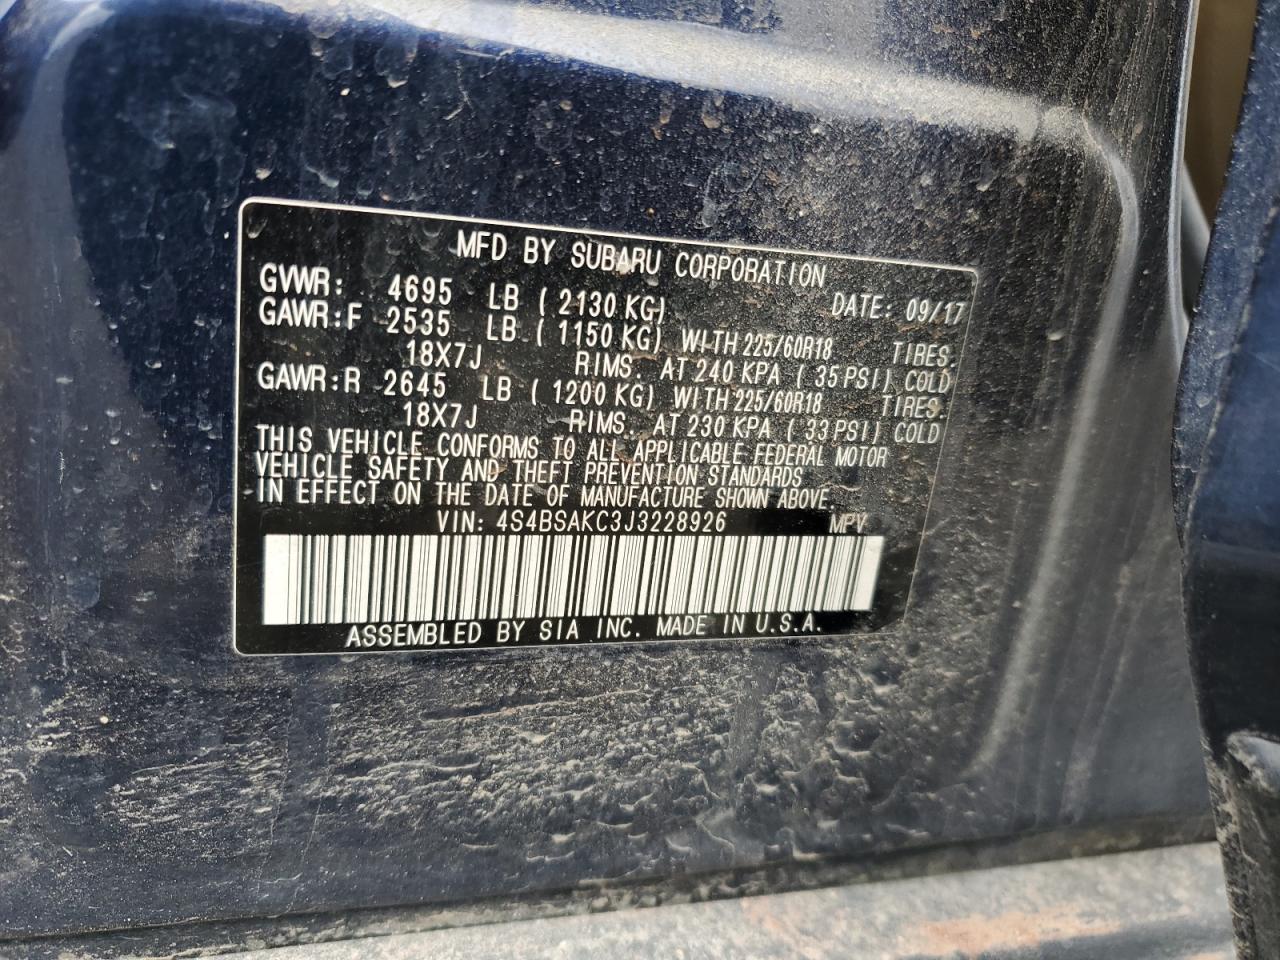 MFD BY SUBARU CORPORATION
GVWR: 4695 LB ( 2130 KG) DATE: 09/17
GAWR:F 2535 LB ( 1150 KG) WITH 225/60R18 TIRES.
18X7J RIMS. AT 240 KPA ( 35 PSI) COLD
GAWR:R 2645 LB ( 1200 KG) WITH 225/60R18 TIRES.
18X7J RIMS. AT 230 KPA ( 33 PSI) COLD
THIS VEHICLE CONFORMS TO ALL APPLICABLE FEDERAL MOTOR
VEHICLE SAFETY AND THEFT PREVENTION STANDARDS
IN EFFECT ON THE DATE OF MANUFACTURE SHOWN ABOVE.
VIN: 4S4BSAKC3J3228926 MPV
ASSEMBLED BY SIA INC. MADE IN U.S.A.